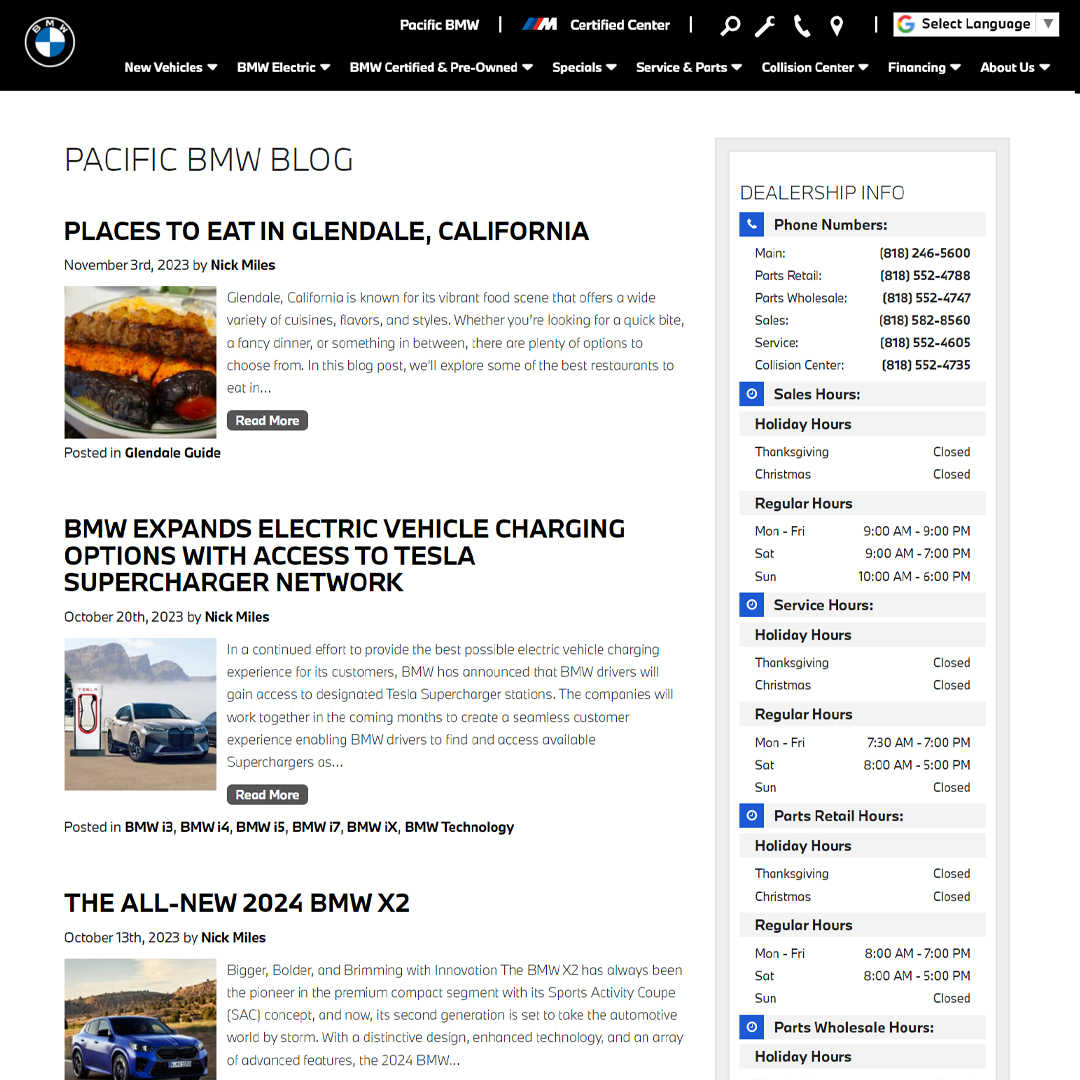 BMW
Pacific BMW | M Certified Center | | Select Language ▼
New Vehicles BMW Electric BMW Certified & Pre-Owned Specials Service & Parts Collision Center Financing About Us
PACIFIC BMW BLOG
PLACES TO EAT IN GLENDALE, CALIFORNIA
November 3rd, 2023 by Nick Miles
Glendale, California is known for its vibrant food scene that offers a wide
variety of cuisines, flavors, and styles. Whether you're looking for a quick bite,
a fancy dinner, or something in between, there are plenty of options to
choose from. In this blog post, we'll explore some of the best restaurants to
eat in...
Read More
Posted in Glendale Guide
BMW EXPANDS ELECTRIC VEHICLE CHARGING
OPTIONS WITH ACCESS TO TESLA
SUPERCHARGER NETWORK
October 20th, 2023 by Nick Miles
TESLA
In a continued effort to provide the best possible electric vehicle charging
experience for its customers, BMW has announced that BMW drivers will
gain access to designated Tesla Supercharger stations. The companies will
work together in the coming months to create a seamless customer
experience enabling BMW drivers to find and access available
Superchargers as...
Read More
Posted in BMW i3, BMW i4, BMW i5, BMW i7, BMW iX, BMW Technology
THE ALL-NEW 2024 BMW X2
October 13th, 2023 by Nick Miles
Bigger, Bolder, and Brimming with Innovation The BMW X2 has always been
the pioneer in the premium compact segment with its Sports Activity Coupe
(SAC) concept, and now, its second generation is set to take the automotive
world by storm. With a distinctive design, enhanced technology, and an array
of advanced features, the 2024 BMW...
DEALERSHIP INFO
Phone Numbers:
Main: (818) 246-5600
Parts Retail: (818) 552-4788
Parts Wholesale: (818) 552-4747
Sales: (818) 582-8560
Service: (818) 552-4605
Collision Center: (818) 552-4735
Sales Hours:
Holiday Hours
Thanksgiving Closed
Christmas Closed
Regular Hours
Mon - Fri 9:00 AM - 9:00 PM
Sat 9:00 AM - 7:00 PM
Sun 10:00 AM - 6:00 PM
Service Hours:
Holiday Hours
Thanksgiving Closed
Christmas Closed
Regular Hours
Mon - Fri 7:30 AM - 7:00 PM
Sat 8:00 AM - 5:00 PM
Sun Closed
Parts Retail Hours:
Holiday Hours
Thanksgiving Closed
Christmas Closed
Regular Hours
Mon - Fri 8:00 AM - 7:00 PM
Sat 8:00 AM - 5:00 PM
Sun Closed
Parts Wholesale Hours:
Holiday Hours